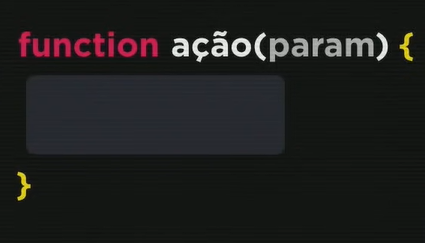 function ação(param) {
}